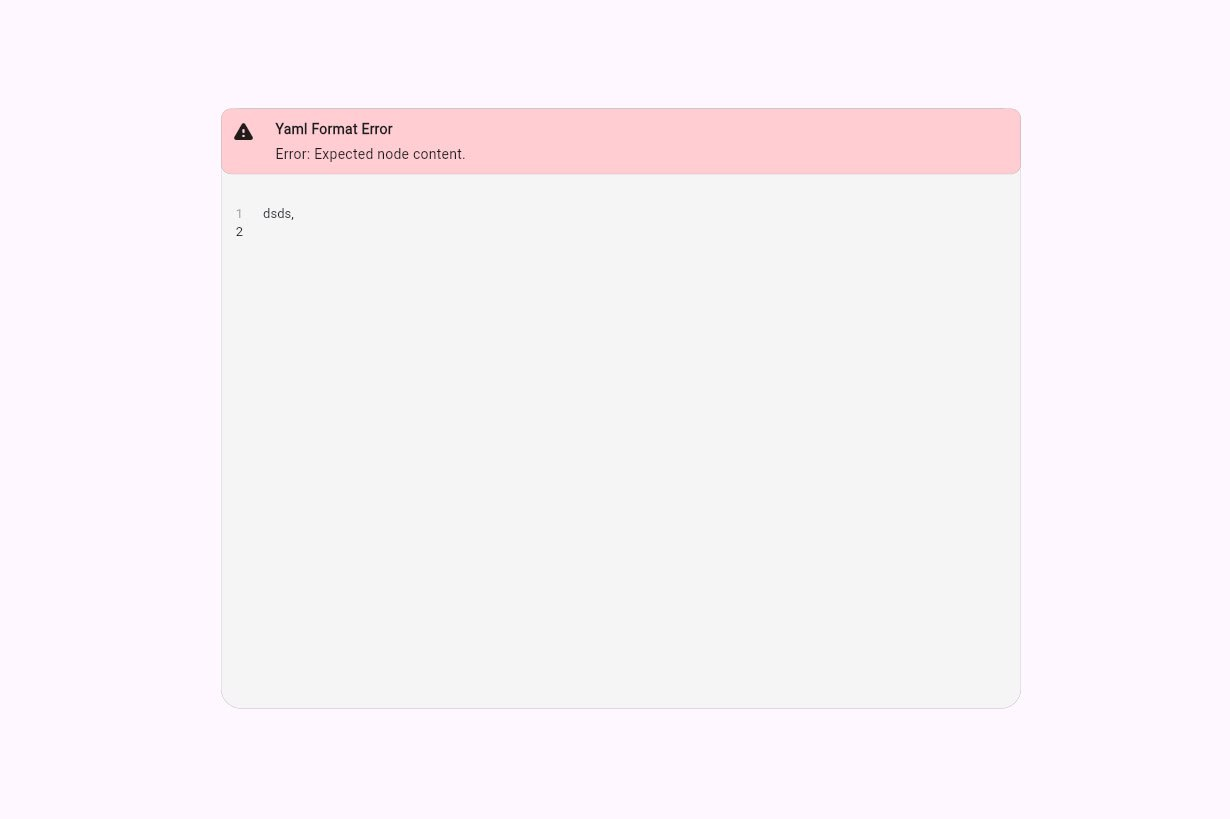 Yaml Format Error
Error: Expected node content.
1 dsds,
2